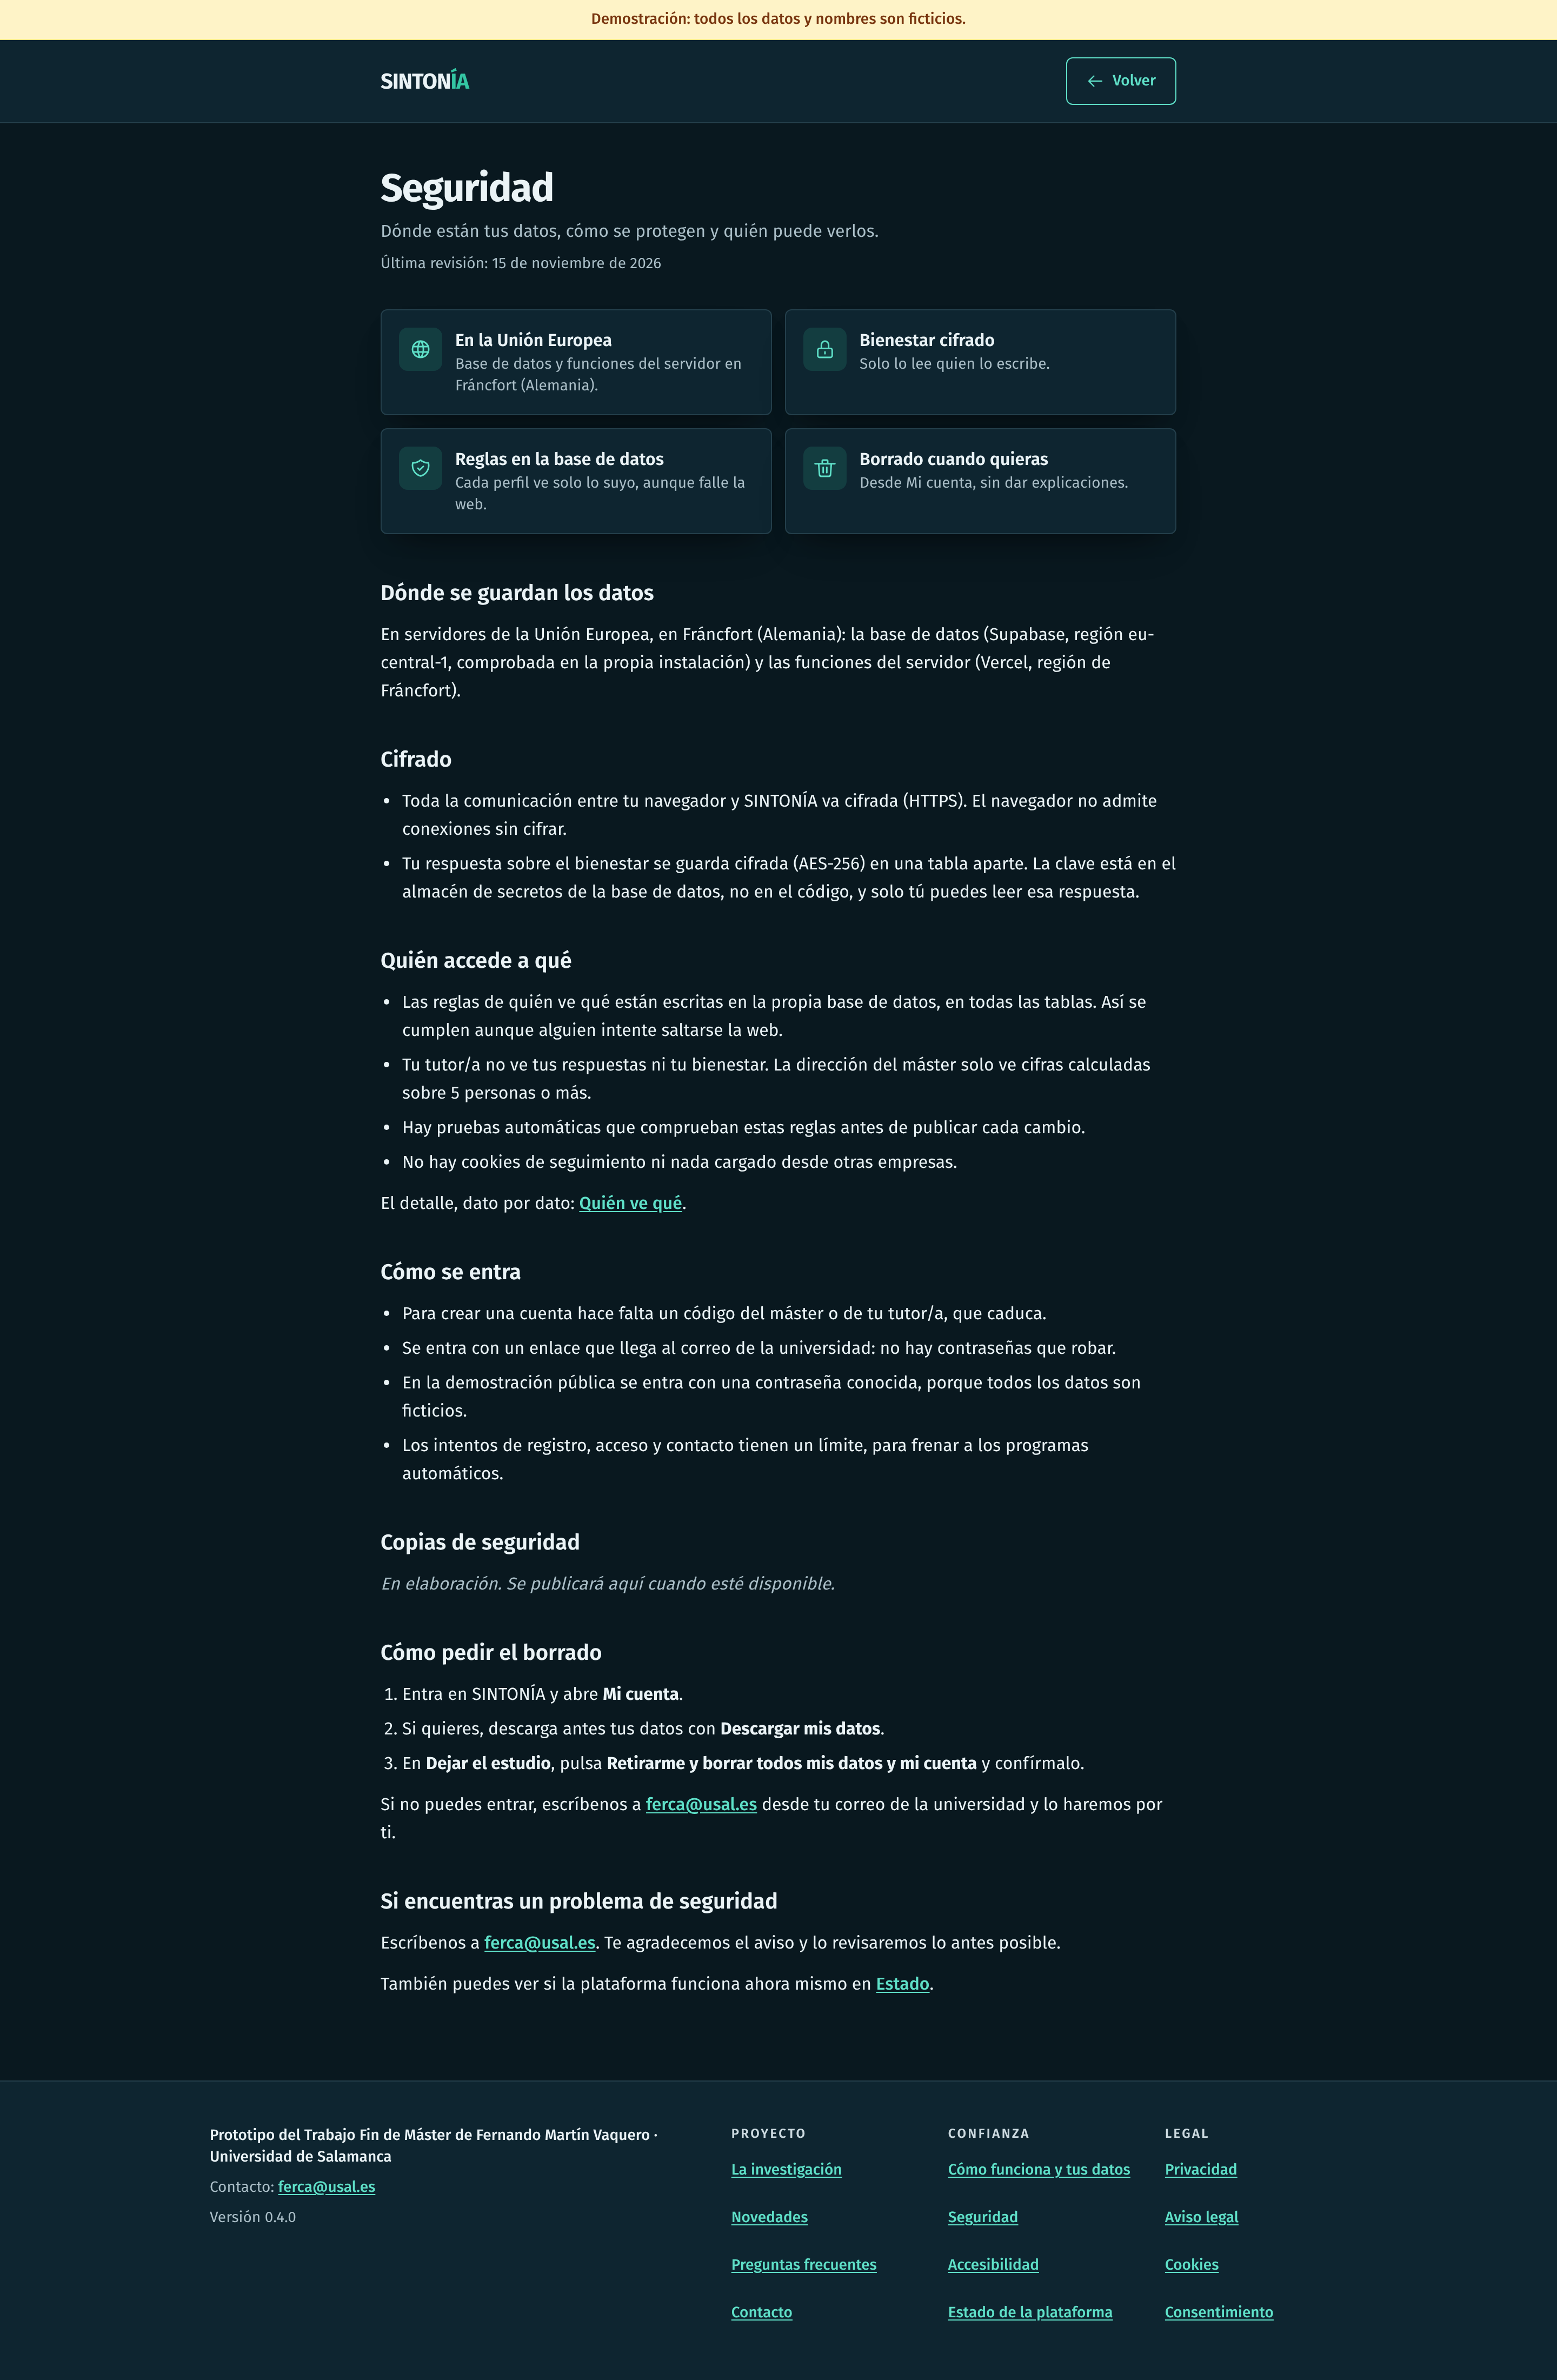 Demostración: todos los datos y nombres son ficticios.
SINTONÍA
Volver
Seguridad
Dónde están tus datos, cómo se protegen y quién puede verlos.
Última revisión: 15 de noviembre de 2026
En la Unión Europea
Base de datos y funciones del servidor en
Fráncfort (Alemania).
Bienestar cifrado
Solo lo lee quien lo escribe.
Reglas en la base de datos
Cada perfil ve solo lo suyo, aunque falle la
web.
Borrado cuando quieras
Desde Mi cuenta, sin dar explicaciones.
Dónde se guardan los datos
En servidores de la Unión Europea, en Fráncfort (Alemania): la base de datos (Supabase, región eu-
central-1, comprobada en la propia instalación) y las funciones del servidor (Vercel, región de
Fráncfort).
Cifrado
• Toda la comunicación entre tu navegador y SINTONÍA va cifrada (HTTPS). El navegador no admite
conexiones sin cifrar.
• Tu respuesta sobre el bienestar se guarda cifrada (AES-256) en una tabla aparte. La clave está en el
almacén de secretos de la base de datos, no en el código, y solo tú puedes leer esa respuesta.
Quién accede a qué
• Las reglas de quién ve qué están escritas en la propia base de datos, en todas las tablas. Así se
cumplen aunque alguien intente saltarse la web.
• Tu tutor/a no ve tus respuestas ni tu bienestar. La dirección del máster solo ve cifras calculadas
sobre 5 personas o más.
• Hay pruebas automáticas que comprueban estas reglas antes de publicar cada cambio.
• No hay cookies de seguimiento ni nada cargado desde otras empresas.
El detalle, dato por dato: Quién ve qué.
Cómo se entra
• Para crear una cuenta hace falta un código del máster o de tu tutor/a, que caduca.
• Se entra con un enlace que llega al correo de la universidad: no hay contraseñas que robar.
• En la demostración pública se entra con una contraseña conocida, porque todos los datos son
ficticios.
• Los intentos de registro, acceso y contacto tienen un límite, para frenar a los programas
automáticos.
Copias de seguridad
En elaboración. Se publicará aquí cuando esté disponible.
Cómo pedir el borrado
1. Entra en SINTONÍA y abre Mi cuenta.
2. Si quieres, descarga antes tus datos con Descargar mis datos.
3. En Dejar el estudio, pulsa Retirarme y borrar todos mis datos y mi cuenta y confírmalo.
Si no puedes entrar, escríbenos a ferca@usal.es desde tu correo de la universidad y lo haremos por
ti.
Si encuentras un problema de seguridad
Escríbenos a ferca@usal.es. Te agradecemos el aviso y lo revisaremos lo antes posible.
También puedes ver si la plataforma funciona ahora mismo en Estado.
Prototipo del Trabajo Fin de Máster de Fernando Martín Vaquero ·
Universidad de Salamanca
Contacto: ferca@usal.es
Versión 0.4.0
PROYECTO
La investigación
Novedades
Preguntas frecuentes
Contacto
CONFIANZA
Cómo funciona y tus datos
Seguridad
Accesibilidad
Estado de la plataforma
LEGAL
Privacidad
Aviso legal
Cookies
Consentimiento